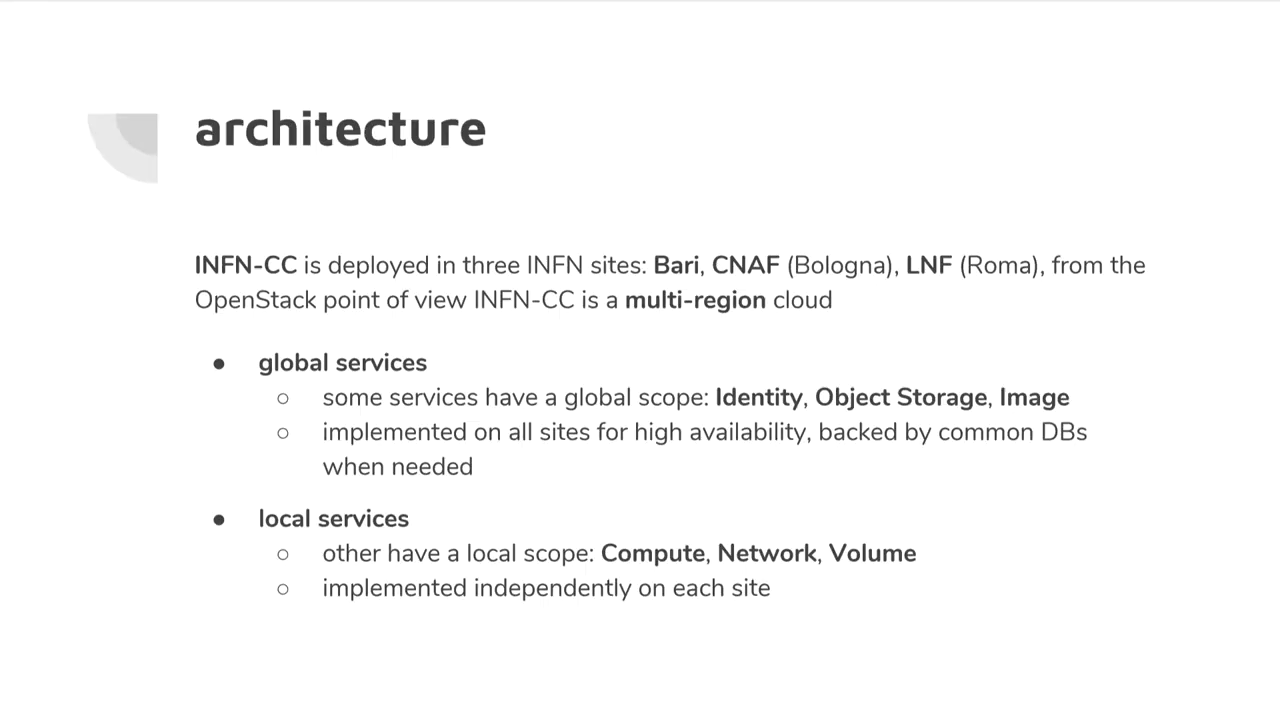 architecture
INFN-CC is deployed in three INFN sites: Bari, CNAF (Bologna), LNF (Roma), from the
OpenStack point of view INFN-CC is a multi-region cloud
● global services
○ some services have a global scope: Identity, Object Storage, Image
○ implemented on all sites for high availability, backed by common DBs
when needed
● local services
○ other have a local scope: Compute, Network, Volume
○ implemented independently on each site